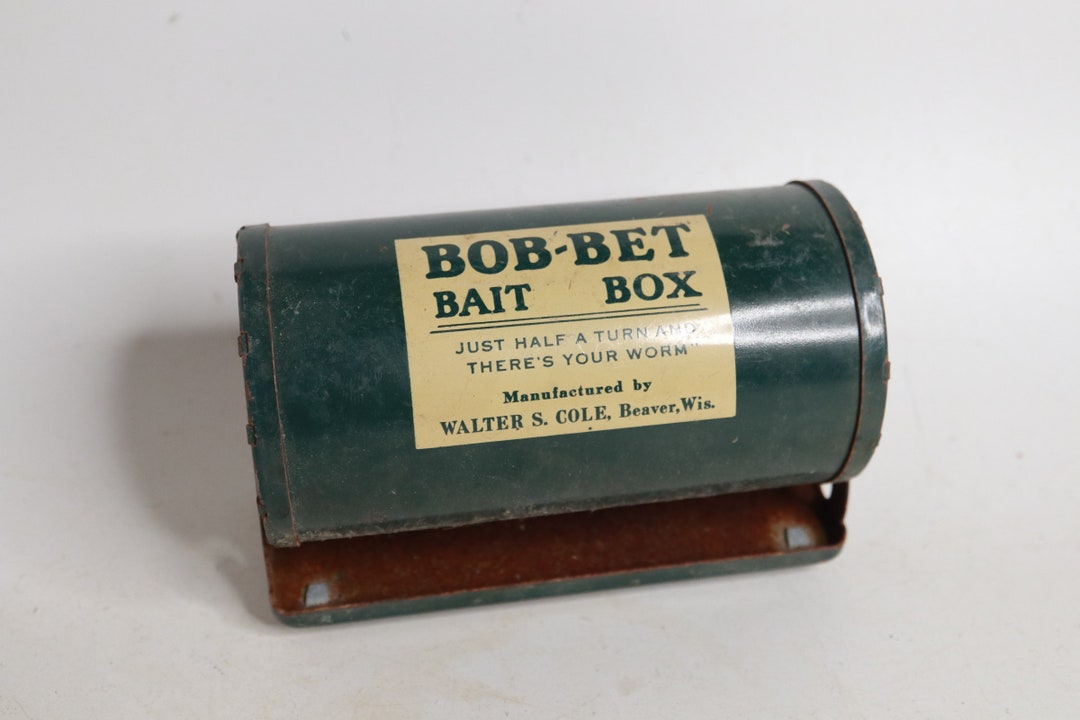 BOB-BET
BAIT BOX
JUST HALF A TURN AND
THERE'S YOUR WORM"
Manufactured by
WALTER S. COLE, Beaver, Wis.